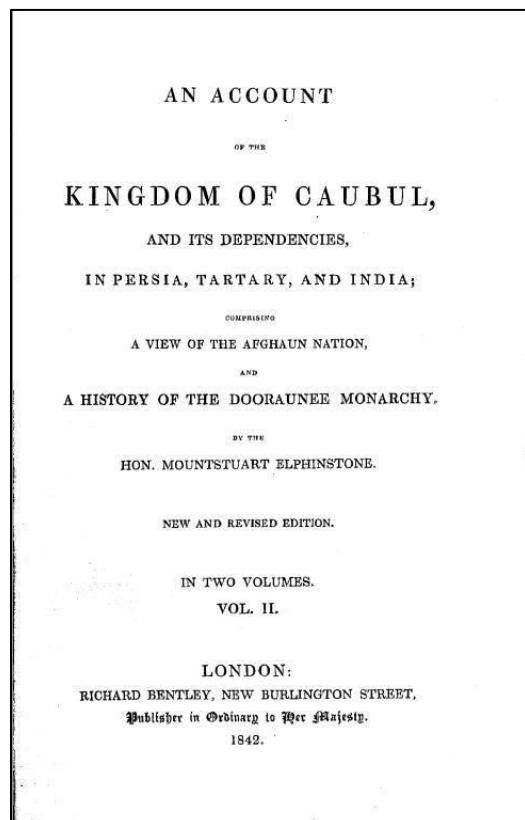 AN ACCOUNT
OF THE
KINGDOM OF CAUBUL,
AND ITS DEPENDENCIES,
IN PERSIA, TARTARY, AND INDIA;
COMPRISING
A VIEW OF THE AFGHAUN NATION,
AND
A HISTORY OF THE DOORAUNEE MONARCHY.
BY THE
HON. MOUNTSTUART ELPHINSTONE.
NEW AND REVISED EDITION.
IN TWO VOLUMES.
VOL. II.
LONDON:
RICHARD BENTLEY, NEW BURLINGTON STREET,
Publisher in Ordinary to Her Majesty.
1842.